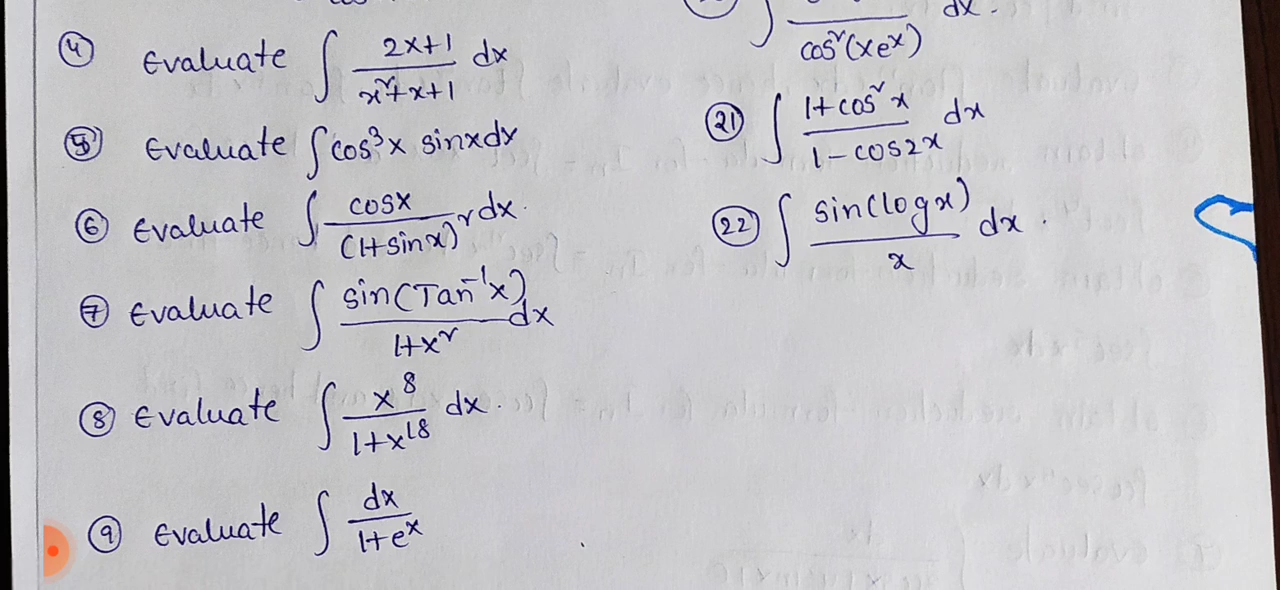 ④ Evaluate ∫ (2x+1)/(x²+x+1) dx
⑤ Evaluate ∫ cos³x sinx dx
⑥ Evaluate ∫ cosx/(1+sinx)² dx.
⑦ Evaluate ∫ sin(Tan⁻¹x)/(1+x²) dx
⑧ Evaluate ∫ x⁸/(1+x¹⁸) dx.
⑨ Evaluate ∫ dx/(1+eˣ)
dx.
cos²(xeˣ)
㉑ ∫ (1+cos²x)/(1-cos2x) dx
㉒ ∫ sin(logx)/x dx.